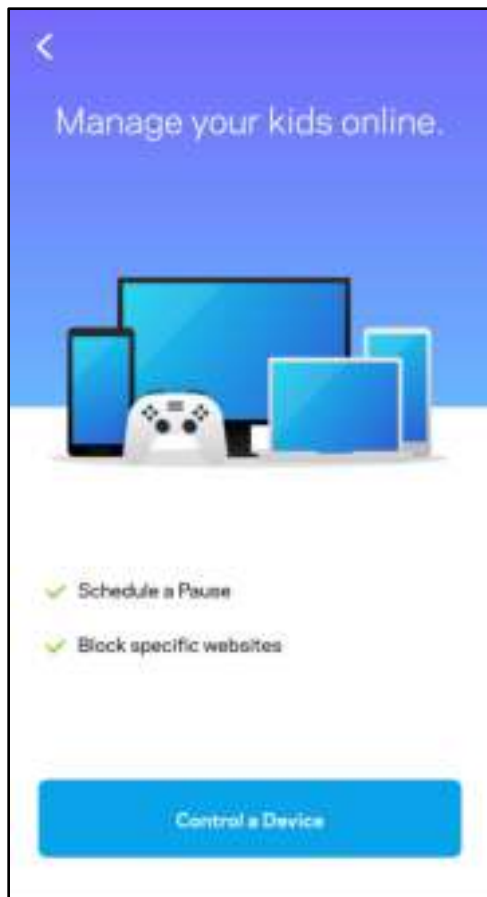 Manage your kids online.
Schedule a Pause
Block specific websites
Control a Device